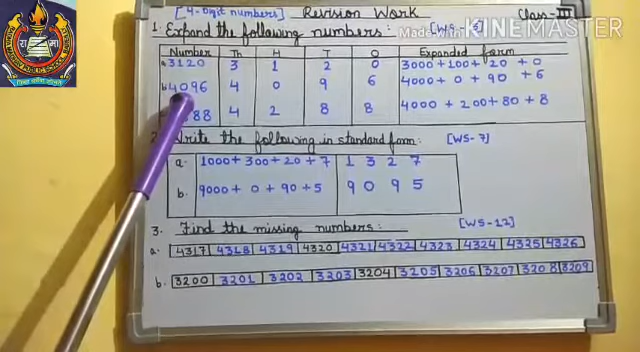 [4-Digit numbers] Revision Work Class-III
1. Expand the following numbers: [WS-3]
Number Th H T O Expanded form
a. 3120 3 1 2 0 3000+100+20+0
b. 4096 4 0 9 6 4000+0+90+6
88 4 2 8 8 4000+200+80+8
2. Write the following in standard form: [WS-7]
a. 1000+300+20+7 1 3 2 7
b. 9000+0+90+5 9 0 9 5
3. Find the missing numbers: [WS-12]
a. 4317 4318 4319 4320 4321 4322 4323 4324 4325 4326
b. 3200 3201 3202 3203 3204 3205 3206 3207 3208 3209